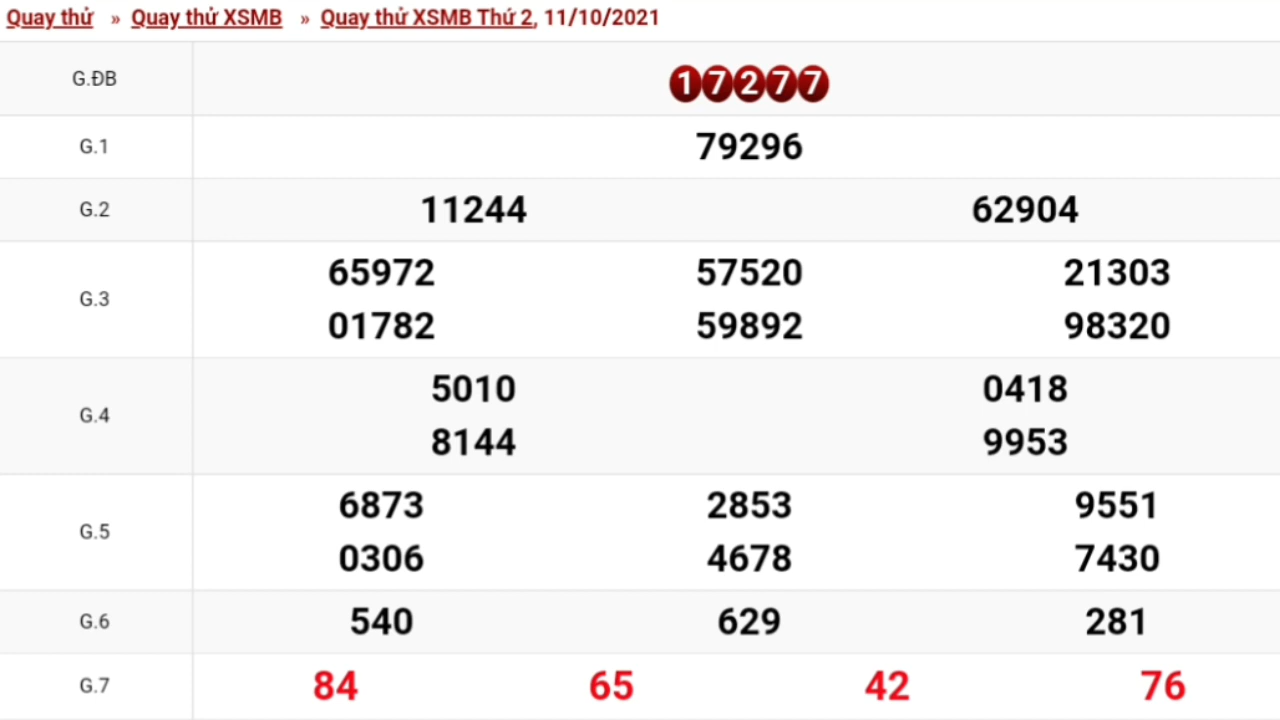 Quay thử » Quay thử XSMB » Quay thử XSMB Thứ 2, 11/10/2021
G.ĐB 17277
G.1 79296
G.2 11244 62904
G.3 65972 57520 21303
01782 59892 98320
G.4 5010 0418
8144 9953
G.5 6873 2853 9551
0306 4678 7430
G.6 540 629 281
G.7 84 65 42 76